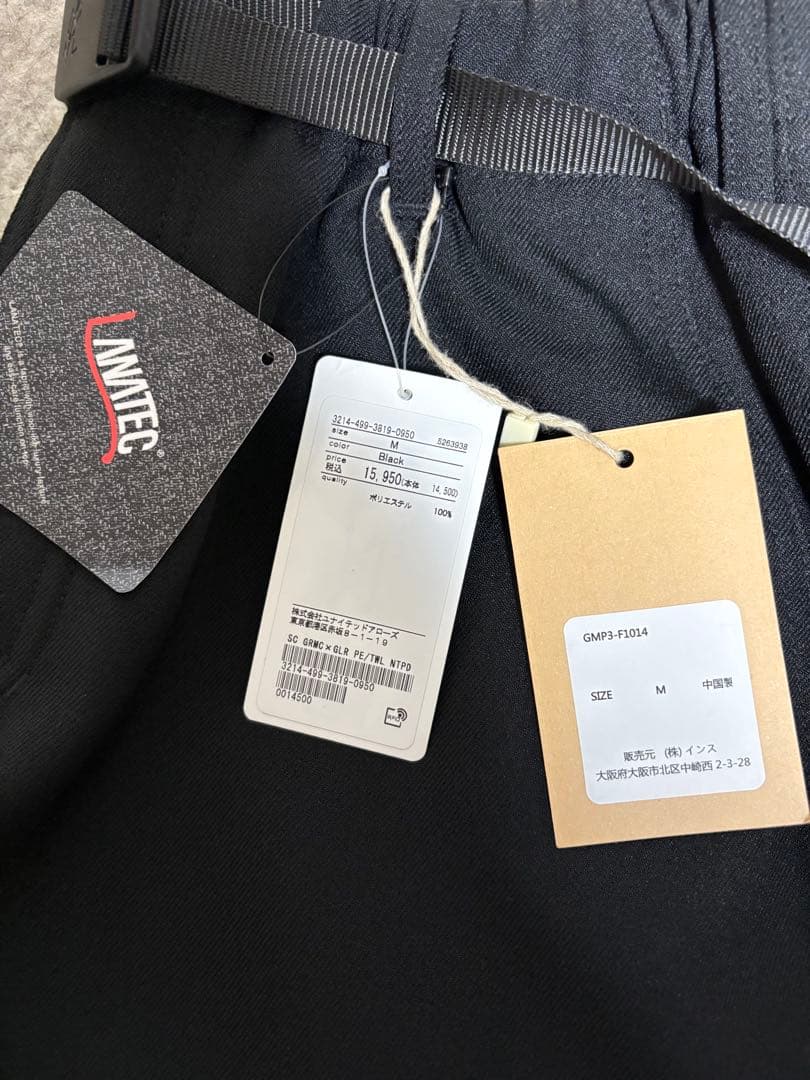 LANATEC®
3214-499-3819-0950
size M 5263938
color Black
price
税込 15,950(本体 14,500)
quality
ポリエステル 100%
株式会社ユナイテッドアローズ
東京都港区赤坂8-1-19
SC GRMC×GLR PE/TWL NTPD
3214-499-3819-0950
0014500
RFID
GMP3-F1014
SIZE M 中国製
販売元 (株)インス
大阪府大阪市北区中崎西 2-3-28